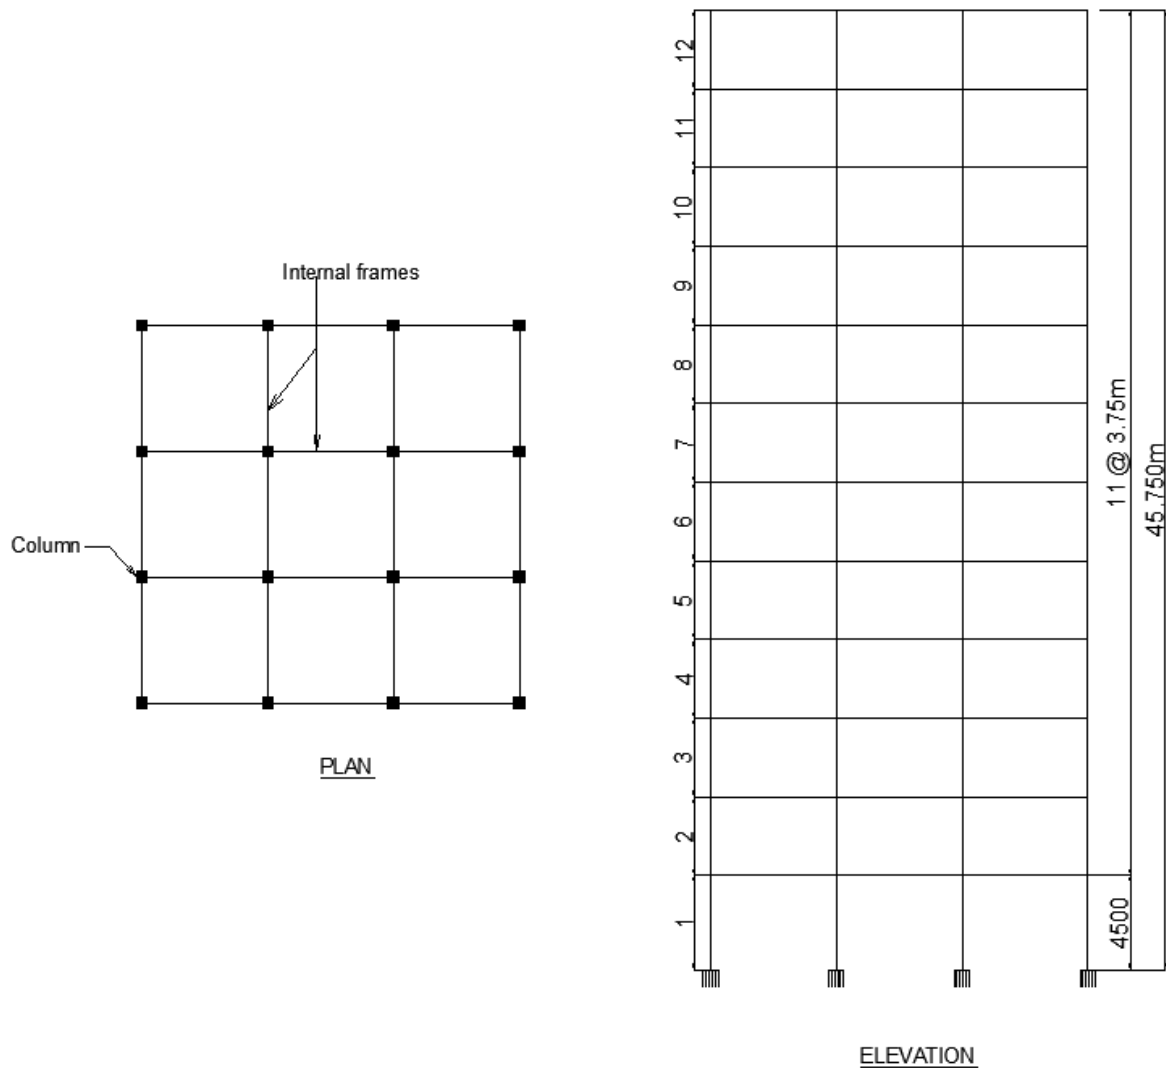 Internal frames
Column
PLAN
12
11
10
9
8
7
6
5
4
3
2
1
11 @ 3.75m
45.750m
4500
ELEVATION